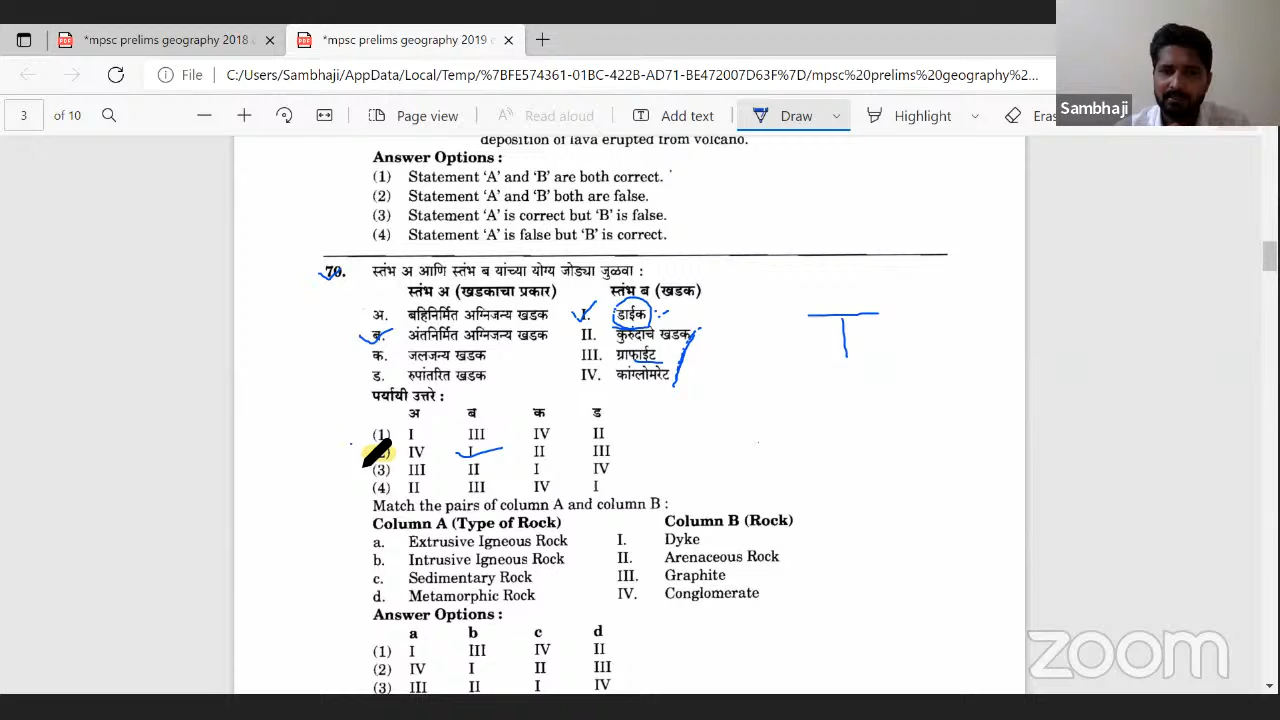 *mpsc prelims geography 2018
*mpsc prelims geography 2019
File C:/Users/Sambhaji/AppData/Local/Temp/%7BFE574361-01BC-422B-AD71-BE472007D63F%7D/mpsc%20prelims%20geography%2...
3 of 10 Page view Read aloud Add text Draw Highlight Eras
Sambhaji
deposition of lava erupted from volcano.
Answer Options :
(1) Statement ‘A’ and ‘B’ are both correct.
(2) Statement ‘A’ and ‘B’ both are false.
(3) Statement ‘A’ is correct but ‘B’ is false.
(4) Statement ‘A’ is false but ‘B’ is correct.
70. स्तंभ अ आणि स्तंभ ब यांच्या योग्य जोड्या जुळवा :
स्तंभ अ (खडकाचा प्रकार) स्तंभ ब (खडक)
अ. बहिनिर्मित अग्निजन्य खडक I. डाईक
ब. अंतनिर्मित अग्निजन्य खडक II. कुरुंदाचे खडक
क. जलजन्य खडक III. ग्राफाईट
ड. रुपांतरित खडक IV. कांग्लोमरेट
पर्यायी उत्तरे :
अ ब क ड
(1) I III IV II
(2) IV I II III
(3) III II I IV
(4) II III IV I
Match the pairs of column A and column B :
Column A (Type of Rock) Column B (Rock)
a. Extrusive Igneous Rock I. Dyke
b. Intrusive Igneous Rock II. Arenaceous Rock
c. Sedimentary Rock III. Graphite
d. Metamorphic Rock IV. Conglomerate
Answer Options :
a b c d
(1) I III IV II
(2) IV I II III
(3) III II I IV
zoom